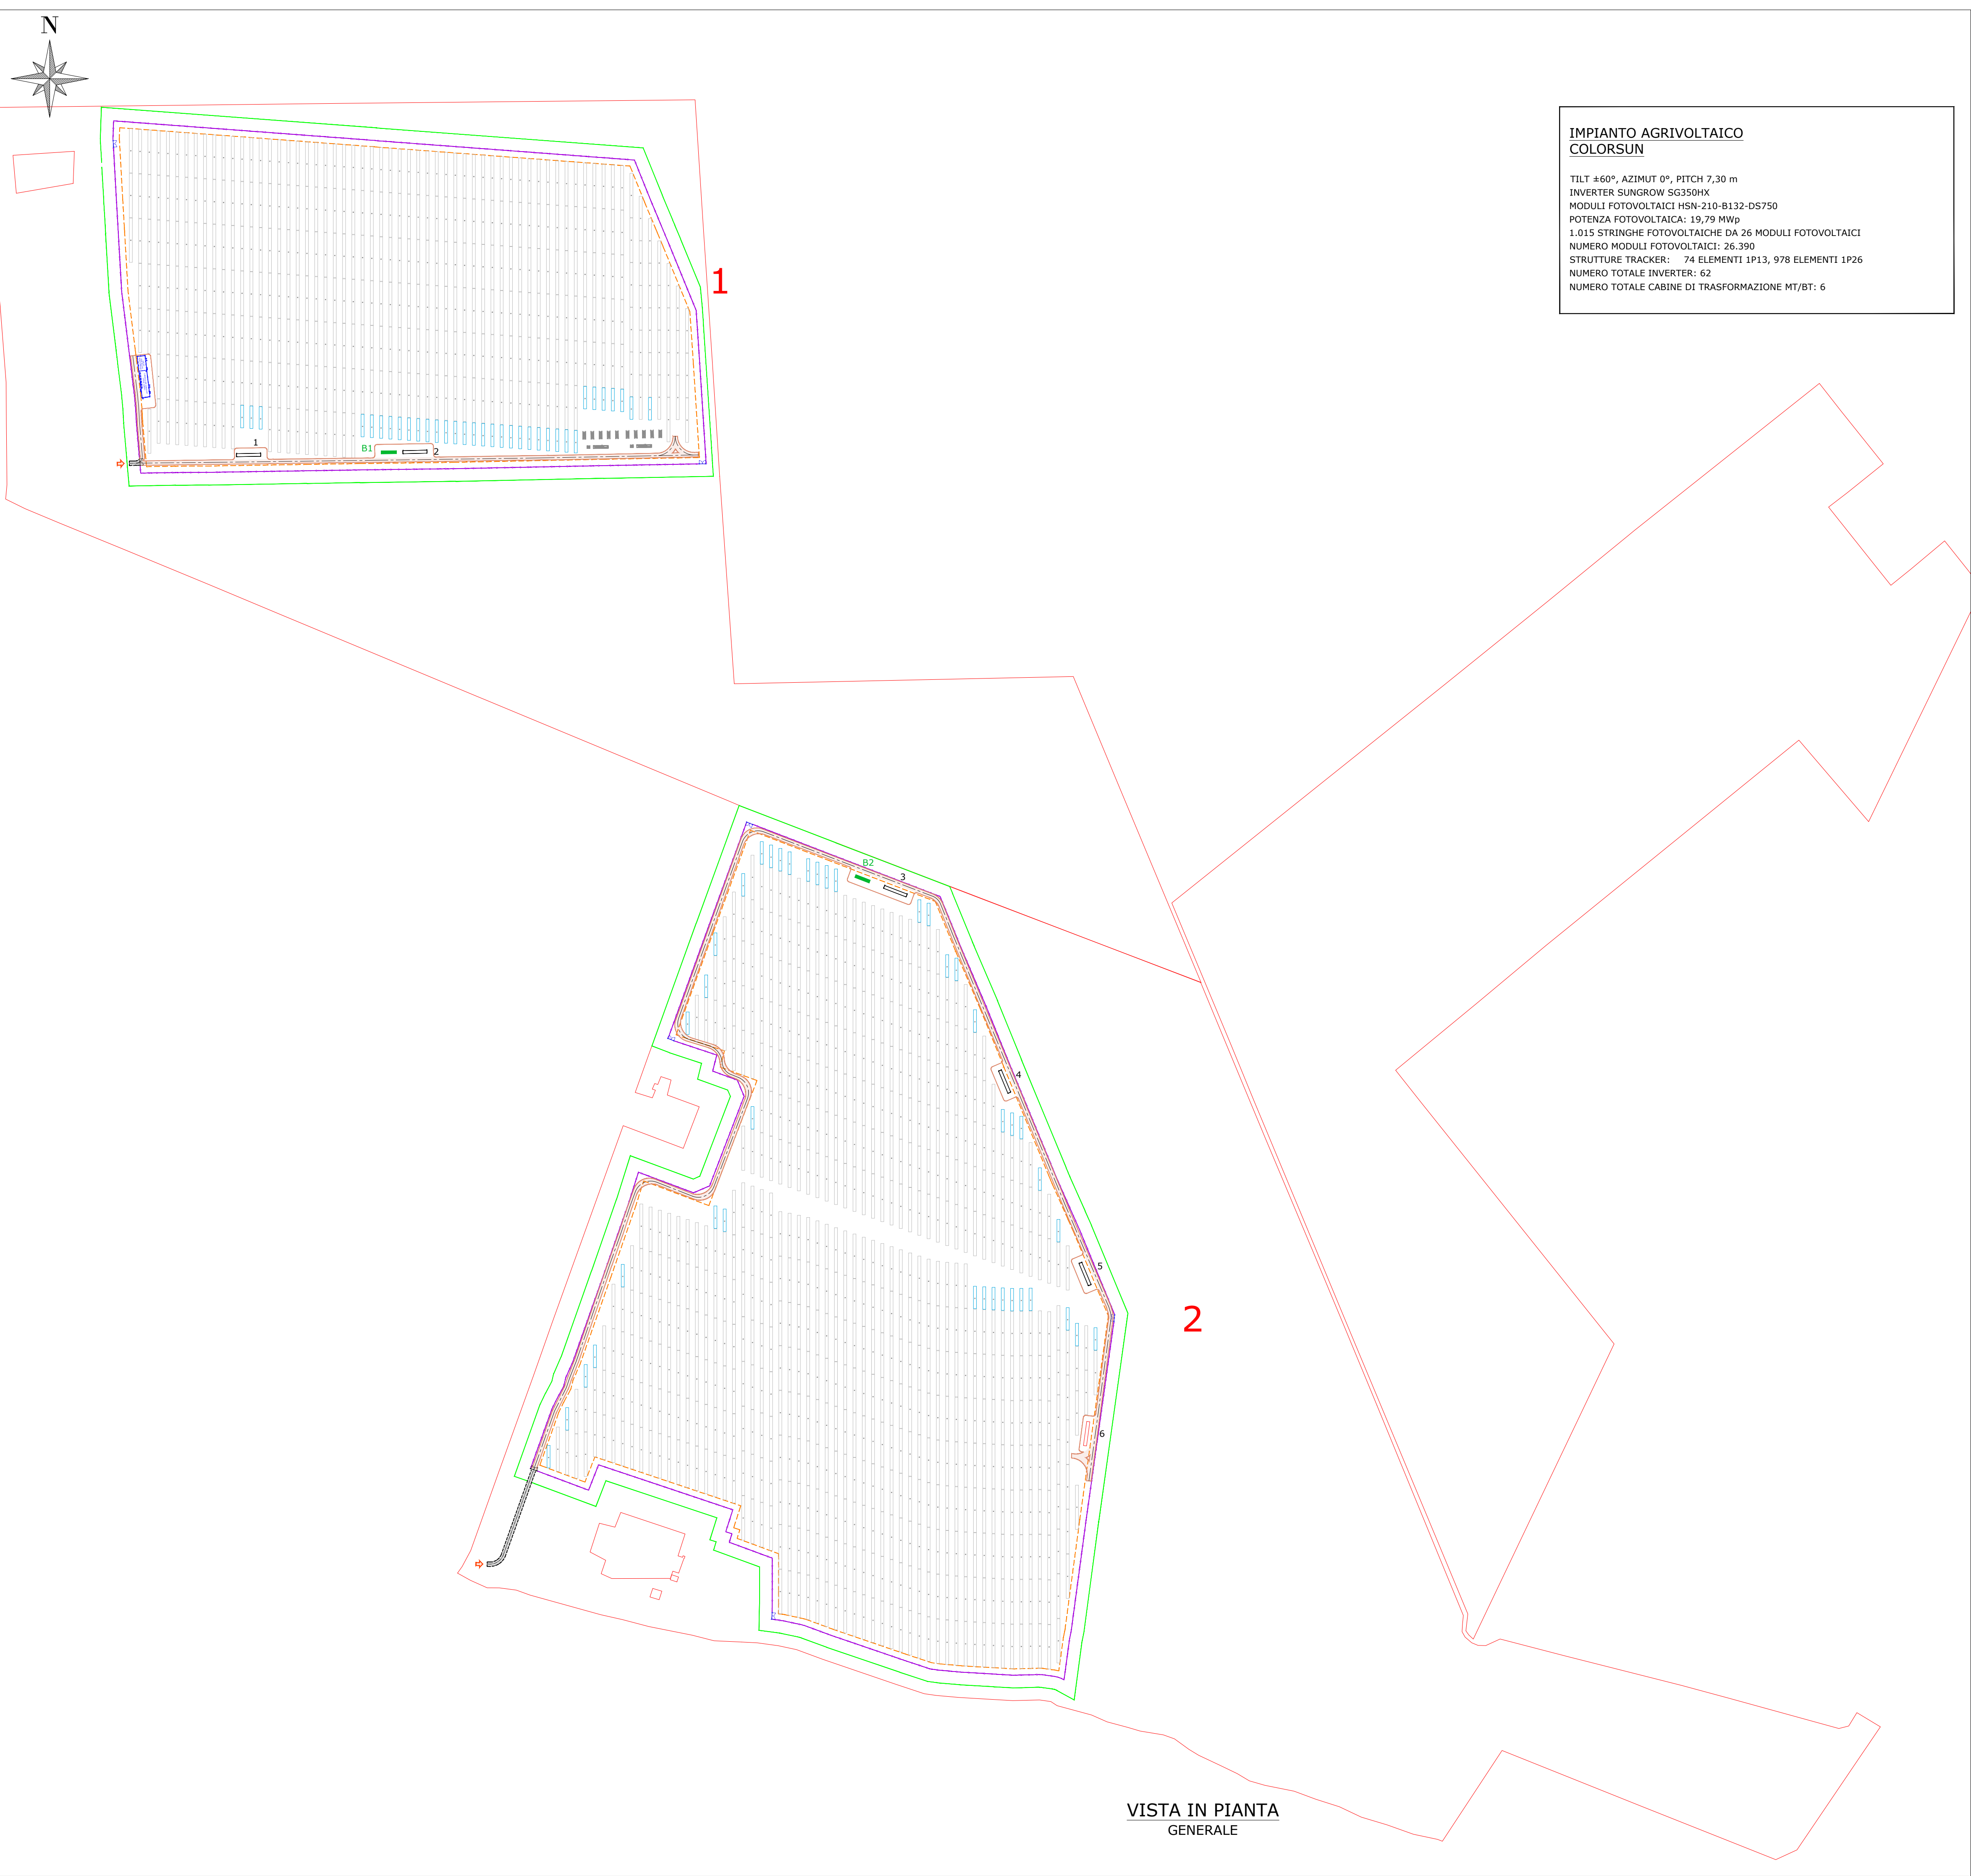 N
IMPIANTO AGRIVOLTAICO
COLORSUN
TILT ±60°, AZIMUT 0°, PITCH 7,30 m
INVERTER SUNGROW SG350HX
MODULI FOTOVOLTAICI HSN-210-B132-DS750
POTENZA FOTOVOLTAICA: 19,79 MWp
1.015 STRINGHE FOTOVOLTAICHE DA 26 MODULI FOTOVOLTAICI
NUMERO MODULI FOTOVOLTAICI: 26.390
STRUTTURE TRACKER: 74 ELEMENTI 1P13, 978 ELEMENTI 1P26
NUMERO TOTALE INVERTER: 62
NUMERO TOTALE CABINE DI TRASFORMAZIONE MT/BT: 6
1
1
B1
2
B2
3
4
5
2
6
VISTA IN PIANTA
GENERALE